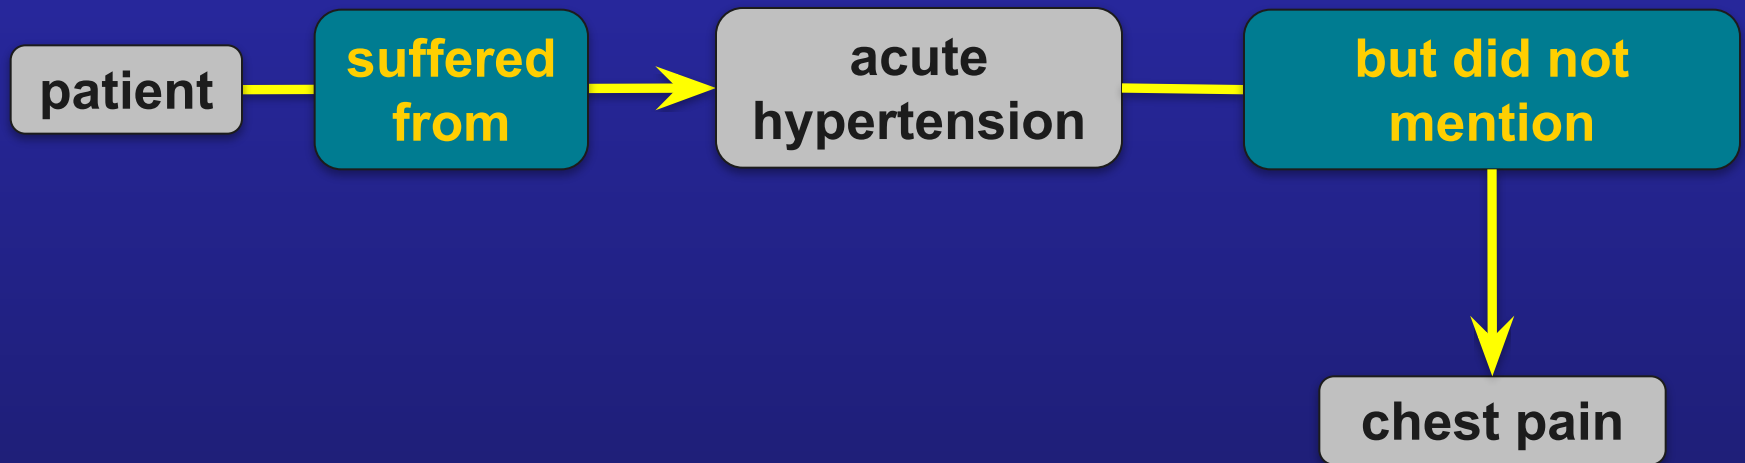 patient
suffered
from
acute
hypertension
but did not
mention
chest pain